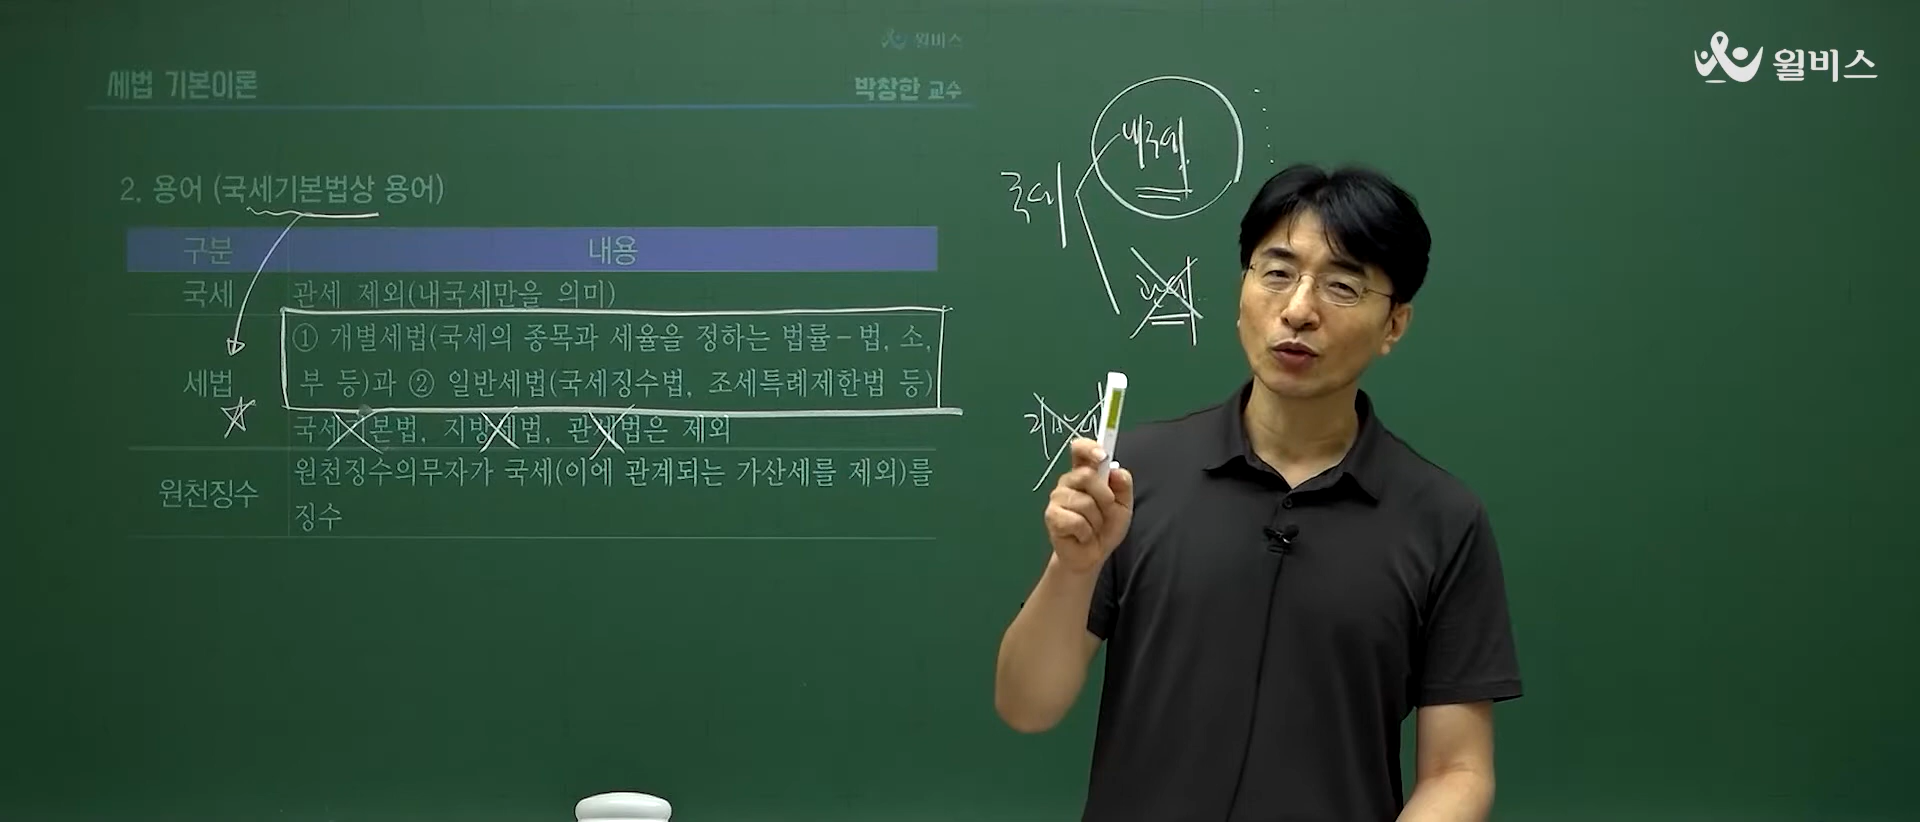 윌비스
윌비스
세법 기본이론
박창한 교수
2. 용어 (국세기본법상 용어)
구분 내용
국세 관세 제외(내국세만을 의미)
세법 ① 개별세법(국세의 종목과 세율을 정하는 법률-법, 소,
부 등)과 ② 일반세법(국세징수법, 조세특례제한법 등)
국세기본법, 지방세법, 관세법은 제외
원천징수 원천징수의무자가 국세(이에 관계되는 가산세를 제외)를
징수
국세
내국세
관세
지방세